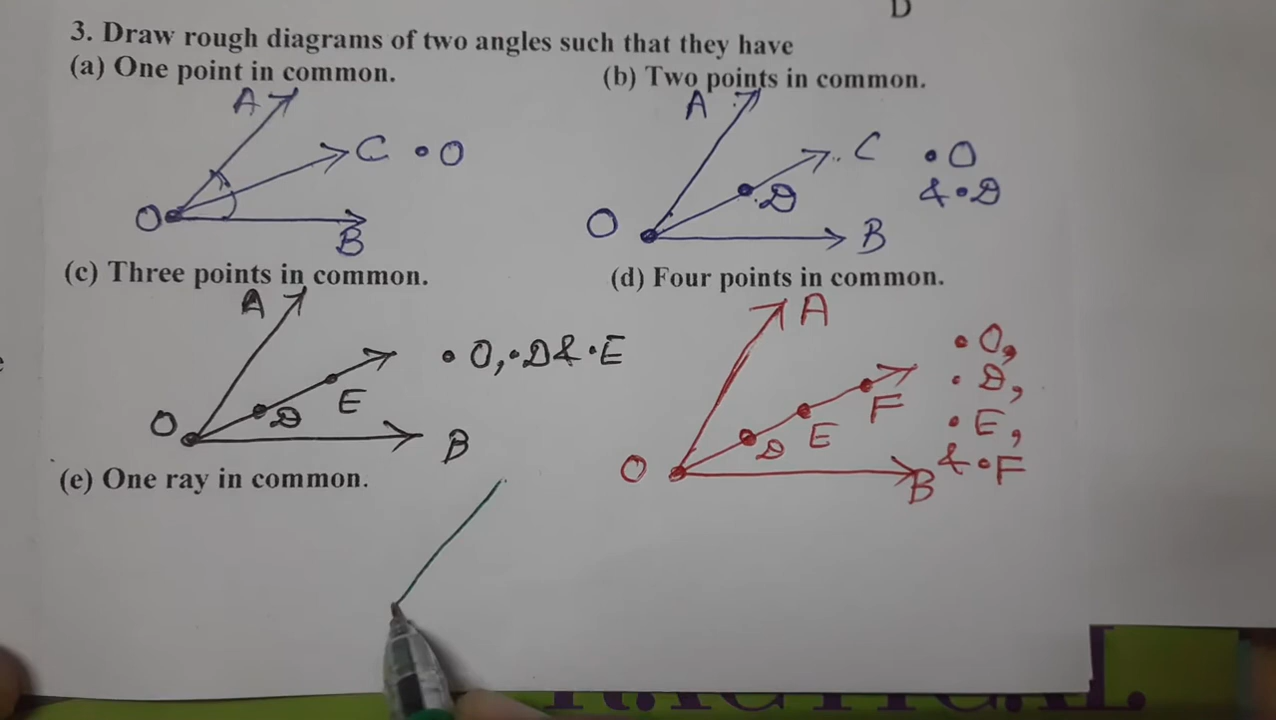 D
3. Draw rough diagrams of two angles such that they have
(a) One point in common.
(b) Two points in common.
A
C
• O
O
B
A
C
• O
D
& • D
O
B
(c) Three points in common.
(d) Four points in common.
A
• O, • D & • E
E
D
O
B
A
• O,
• D,
F
E
• E,
D
& • F
O
B
(e) One ray in common.